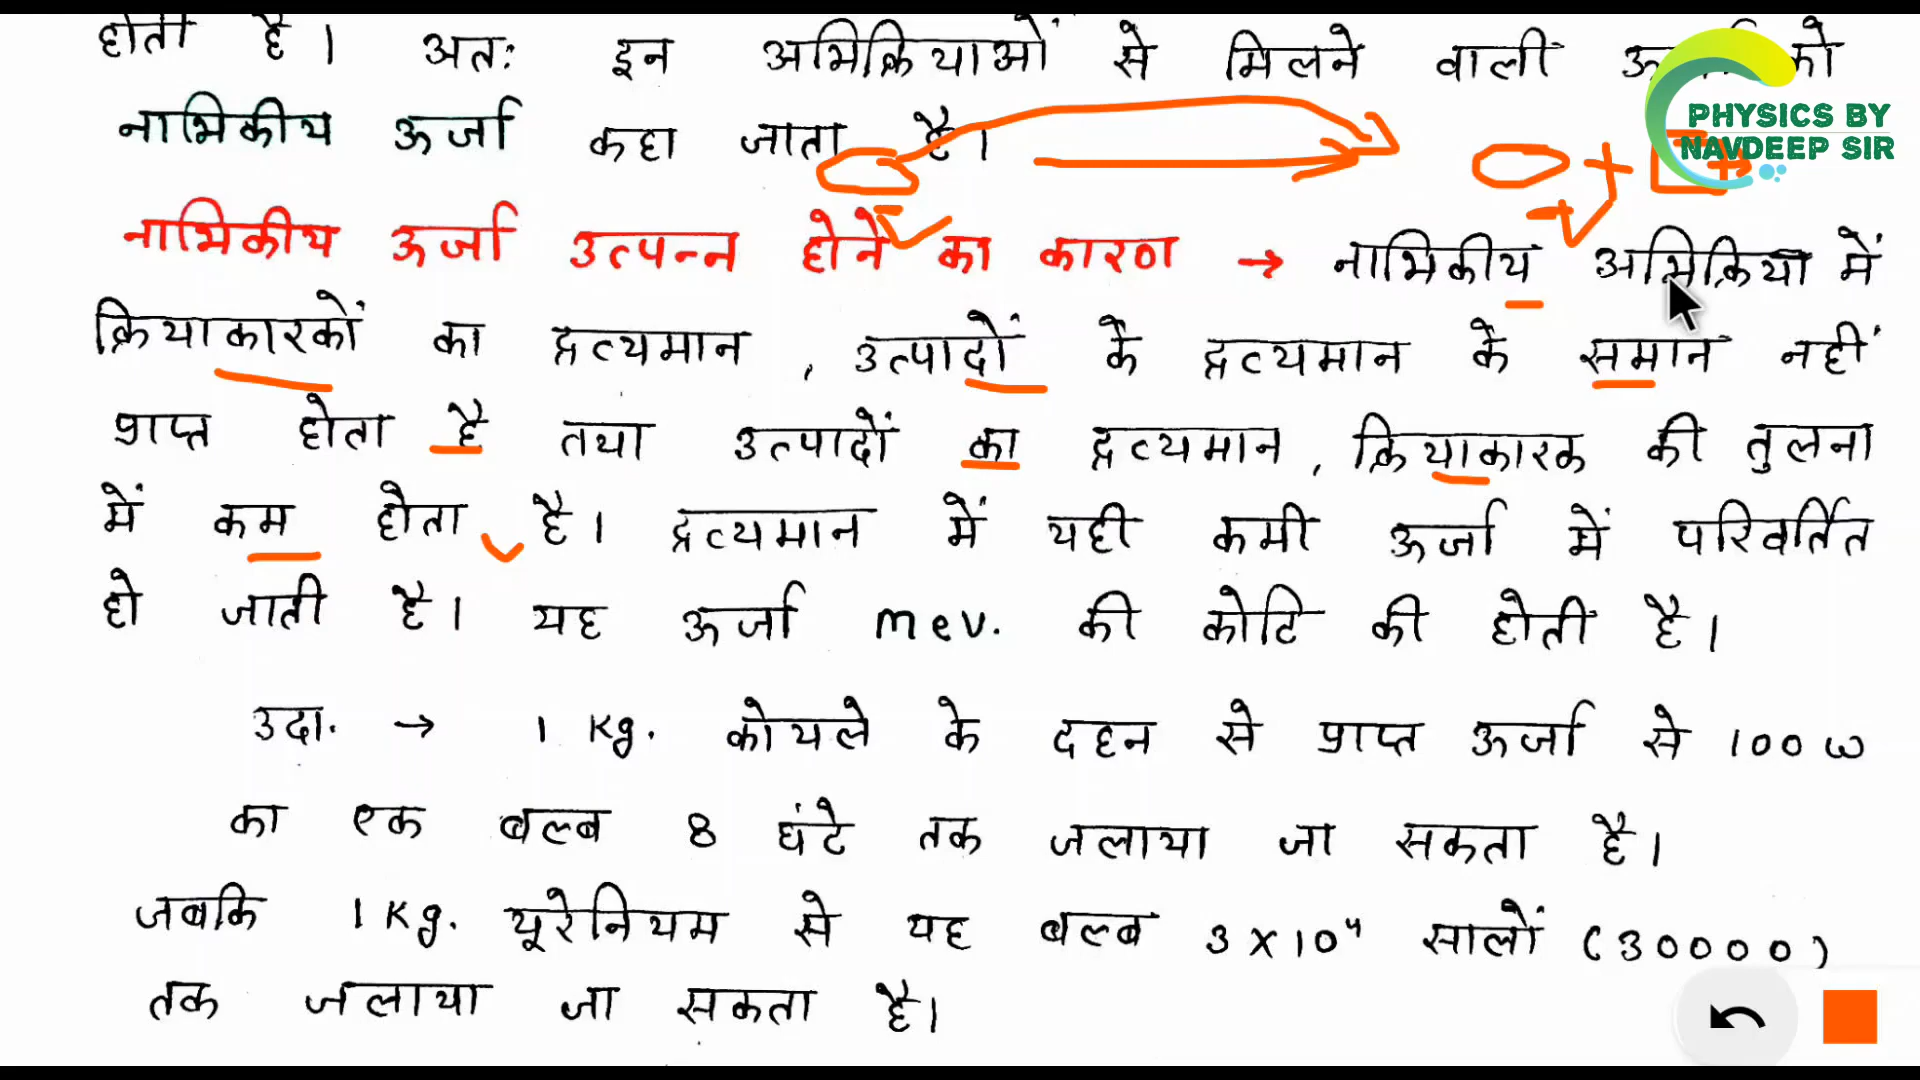 होती है। अतः इन अभिक्रियाओं से मिलने वाली को
नाभिकीय ऊर्जा कहा जाता है।
PHYSICS BY
NAVDEEP SIR
नाभिकीय ऊर्जा उत्पन्न होने का कारण → नाभिकीय अभिक्रिया में
क्रियाकारकों का द्रव्यमान, उत्पादों के द्रव्यमान के समान नहीं
प्राप्त होता है तथा उत्पादों का द्रव्यमान, क्रियाकारक की तुलना
में कम होता है। द्रव्यमान में यही कमी ऊर्जा में परिवर्तित
हो जाती है। यह ऊर्जा mev. की कोटि की होती है।
उदा. → 1 Kg. कोयले के दहन से प्राप्त ऊर्जा से 100 W
का एक बल्ब 8 घंटे तक जलाया जा सकता है।
जबकि 1 Kg. यूरेनियम से यह बल्ब 3 × 10⁴ सालों (30000)
तक जलाया जा सकता है।